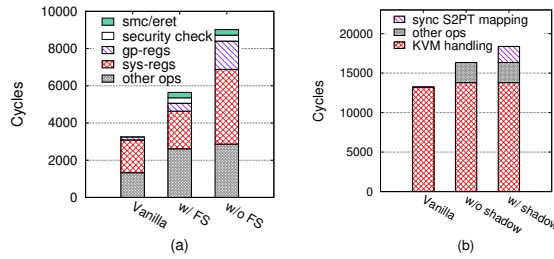 10000
8000
6000
4000
2000
0
Cycles
smc/eret
security check
gp-regs
sys-regs
other ops
Vanilla
w/ FS
w/o FS
(a)
20000
15000
10000
5000
0
Cycles
sync S2PT mapping
other ops
KVM handling
Vanilla
w/o shadow
w/ shadow
(b)